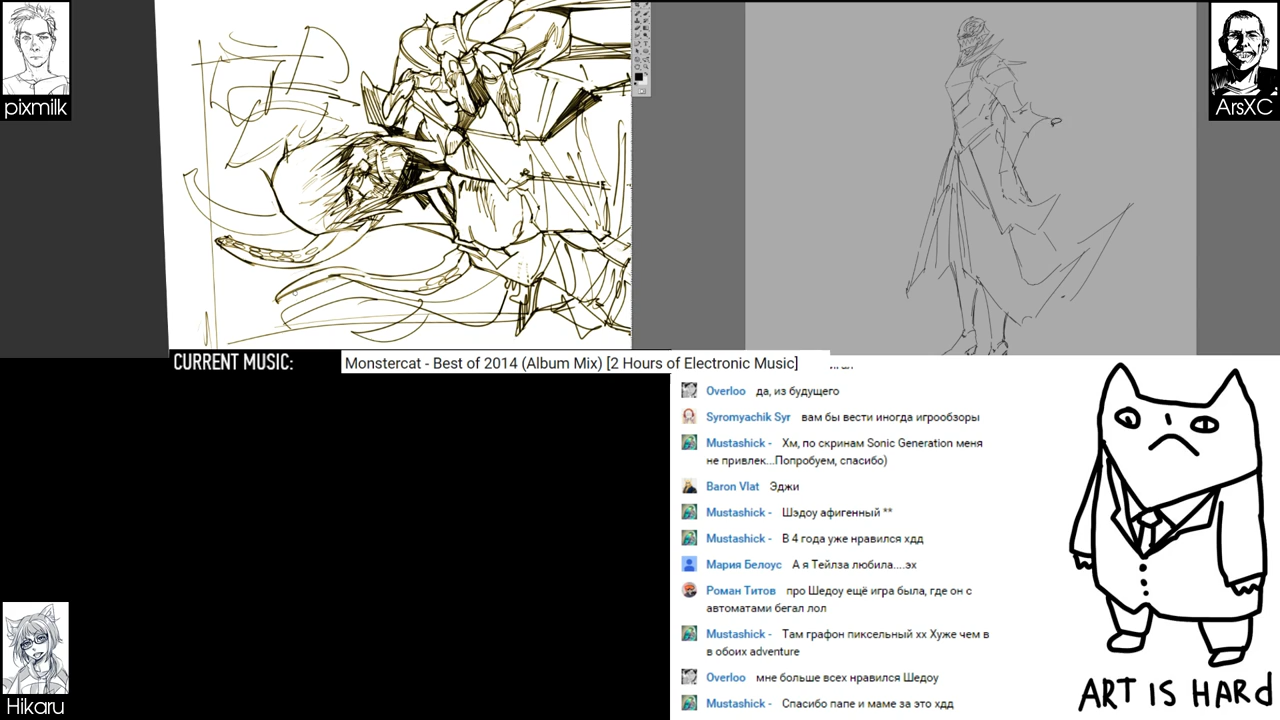 pixmilk
ArsXC
CURRENT MUSIC:
Monstercat - Best of 2014 (Album Mix) [2 Hours of Electronic Music]
Overloo да, из будущего
Syromyachik Syr вам бы вести иногда игрообзоры
Mustashick - Хм, по скринам Sonic Generation меня
не привлек...Попробуем, спасибо)
Baron Vlat Эджи
Mustashick - Шэдоу афигенный **
Mustashick - В 4 года уже нравился хдд
Мария Белоус А я Тейлза любила....эх
Роман Титов про Шедоу ещё игра была, где он с
автоматами бегал лол
Mustashick - Там графон пиксельный хх Хуже чем в
в обоих adventure
Overloo мне больше всех нравился Шедоу
Mustashick - Спасибо папе и маме за это хдд
Hikaru
ART IS HARd